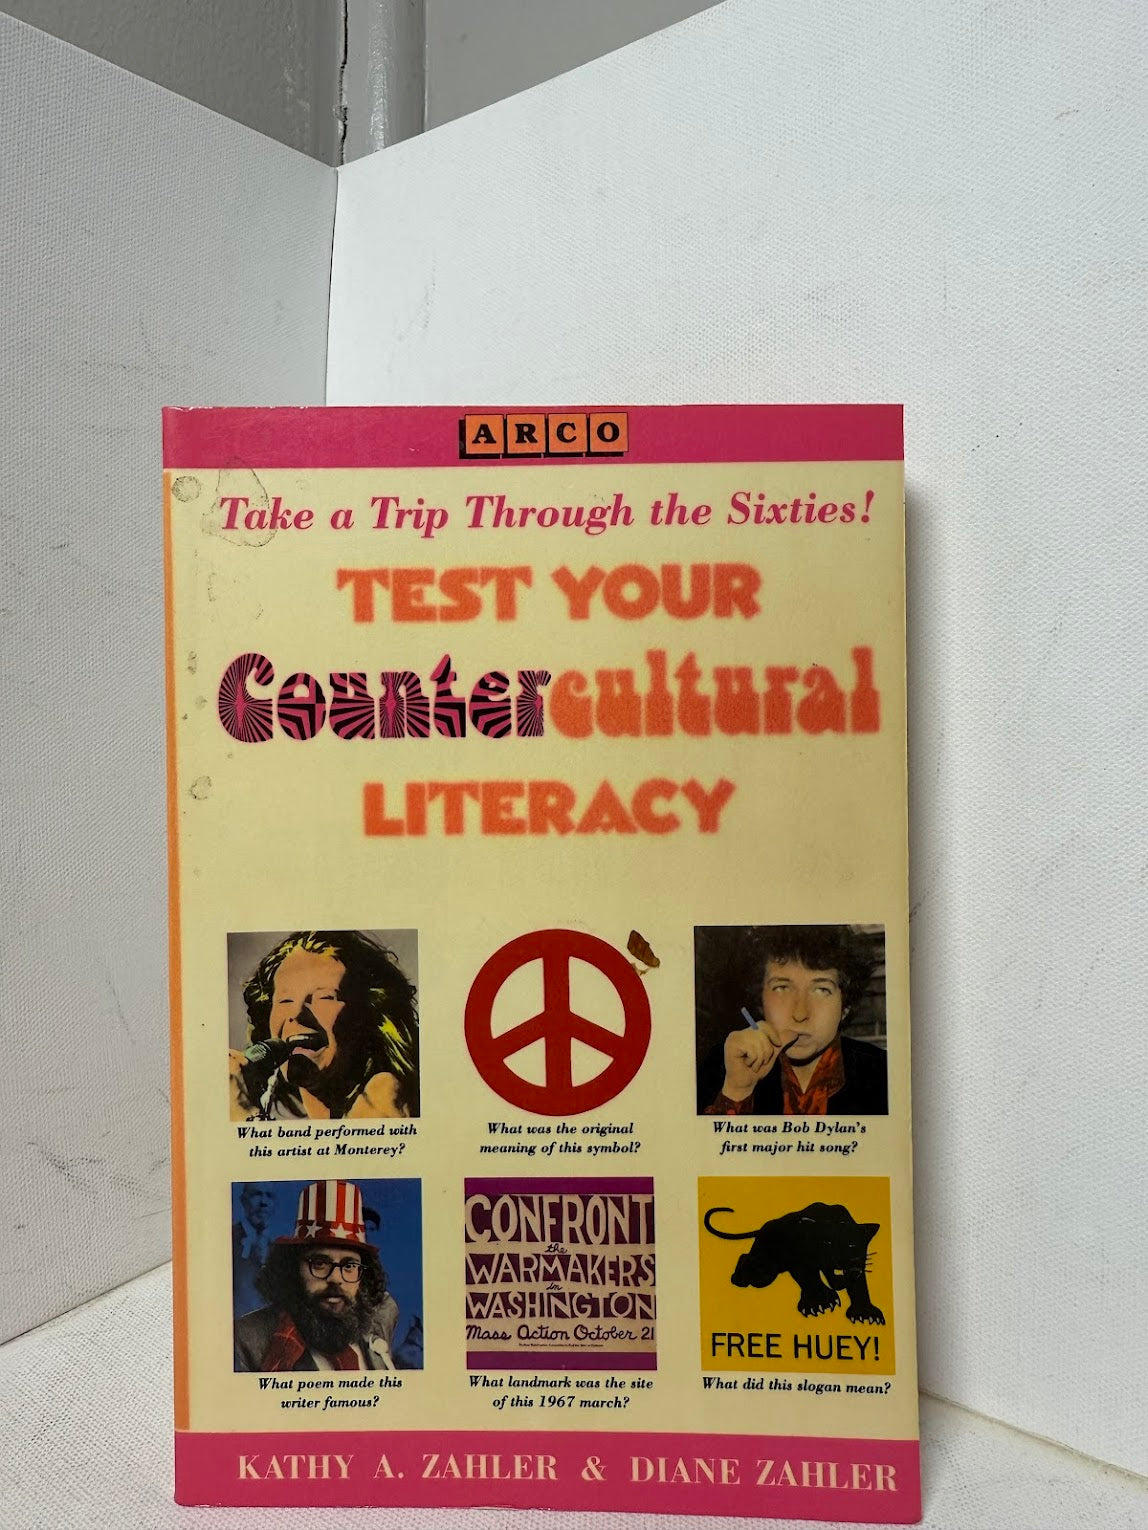 ARCO
Take a Trip Through the Sixties!
TEST YOUR
Countercultural
LITERACY
What band performed with
this artist at Monterey?
What was the original
meaning of this symbol?
What was Bob Dylan's
first major hit song?
CONFRONT
the
WARMAKERS
in
WASHINGTON
Mass Action October 21
FREE HUEY!
What poem made this
writer famous?
What landmark was the site
of this 1967 march?
What did this slogan mean?
KATHY A. ZAHLER & DIANE ZAHLER